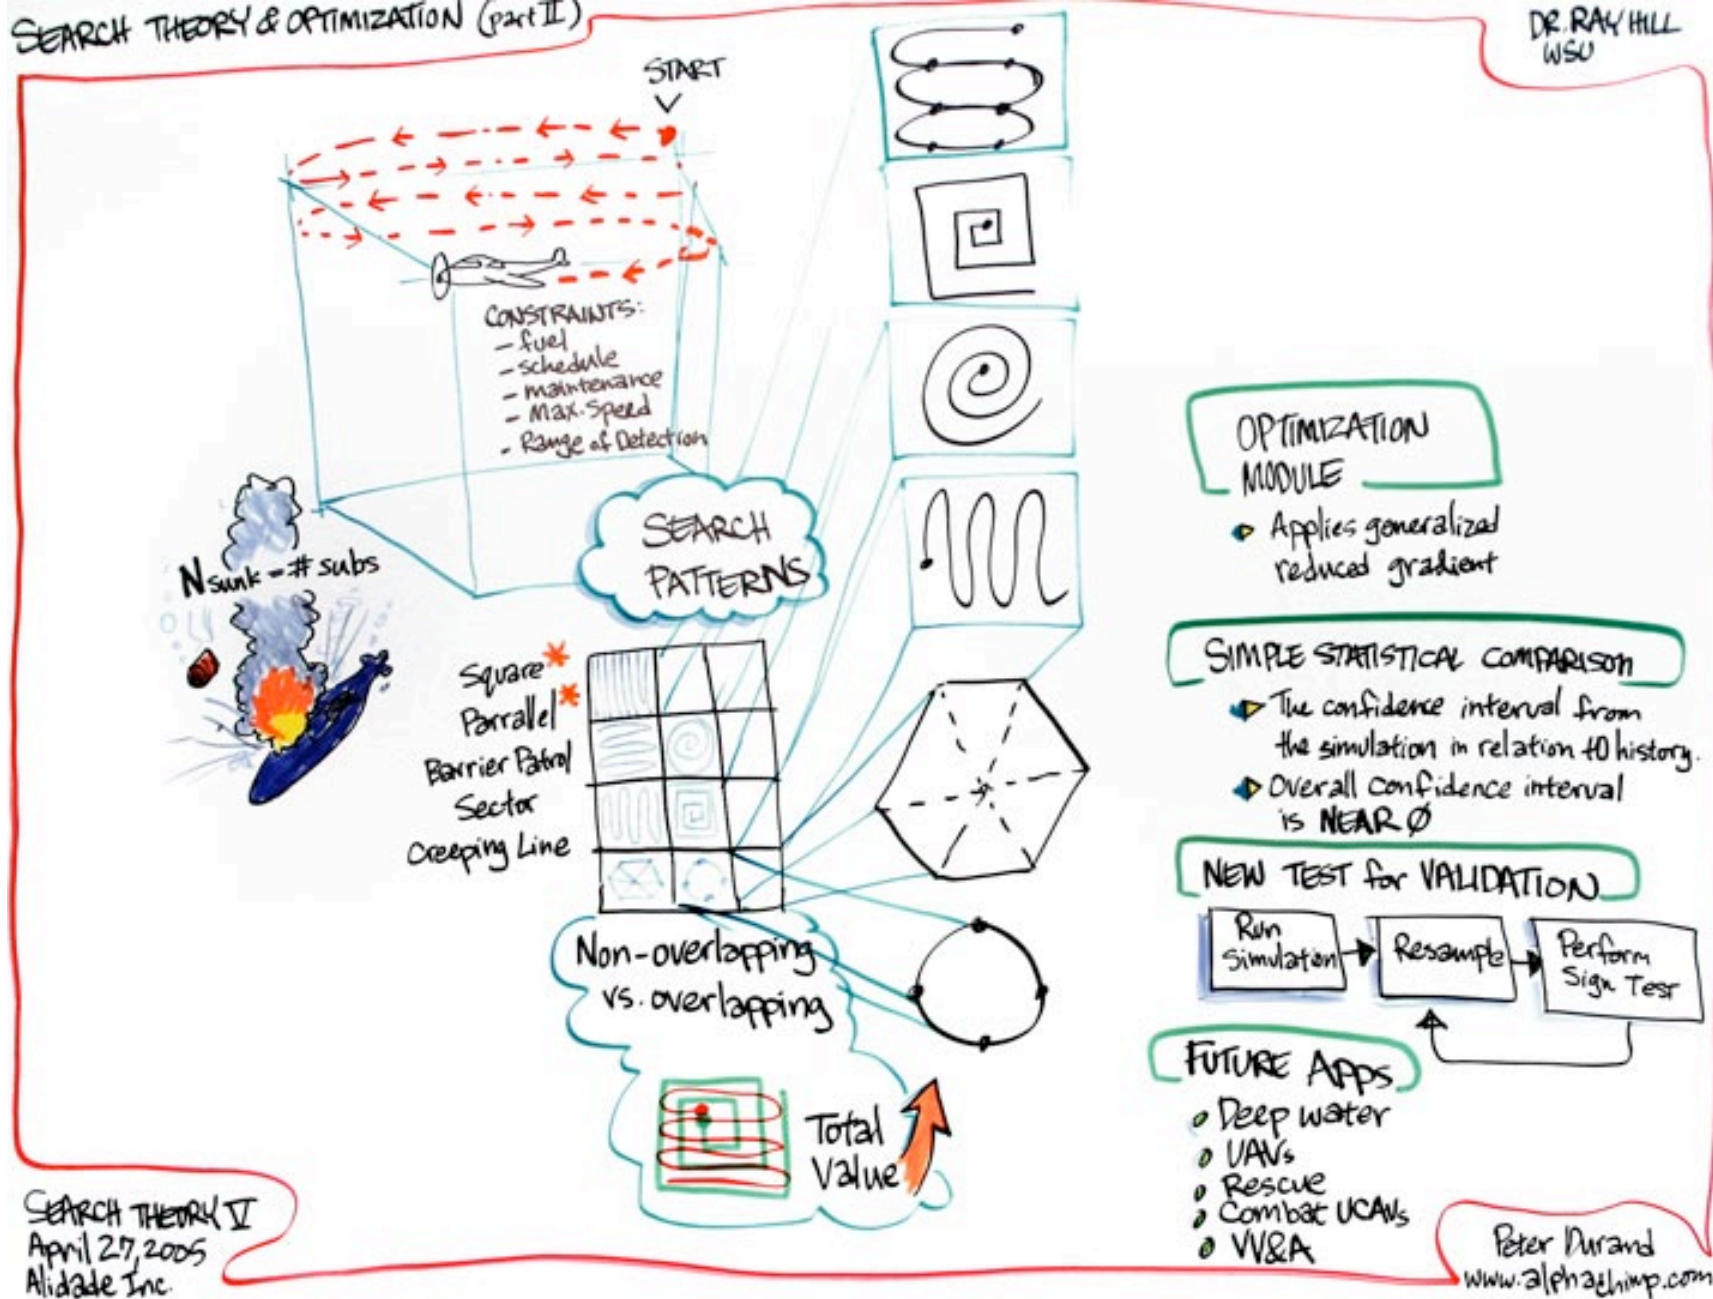 SEARCH THEORY & OPTIMIZATION (part II)
DR. RAY HILL
WSU
START
CONSTRAINTS:
- fuel
- schedule
- maintenance
- Max. Speed
- Range of Detection
SEARCH
PATTERNS
N sunk - # subs
Square*
Parrallel*
Barrier Patrol
Sector
Creeping Line
Non-overlapping
vs. overlapping
Total
Value
OPTIMIZATION
MODULE
Applies generalized
reduced gradient
SIMPLE STATISTICAL COMPARISON
The confidence interval from
the simulation in relation to history.
Overall confidence interval
is NEAR Ø
NEW TEST for VALIDATION
Run
Simulation
Resample
Perform
Sign Test
FUTURE APPS
Deep water
UAVs
Rescue
Combat UCAVs
VV&A
SEARCH THEORY V
April 27, 2005
Alidade Inc.
Peter Durand
www.alphachimp.com